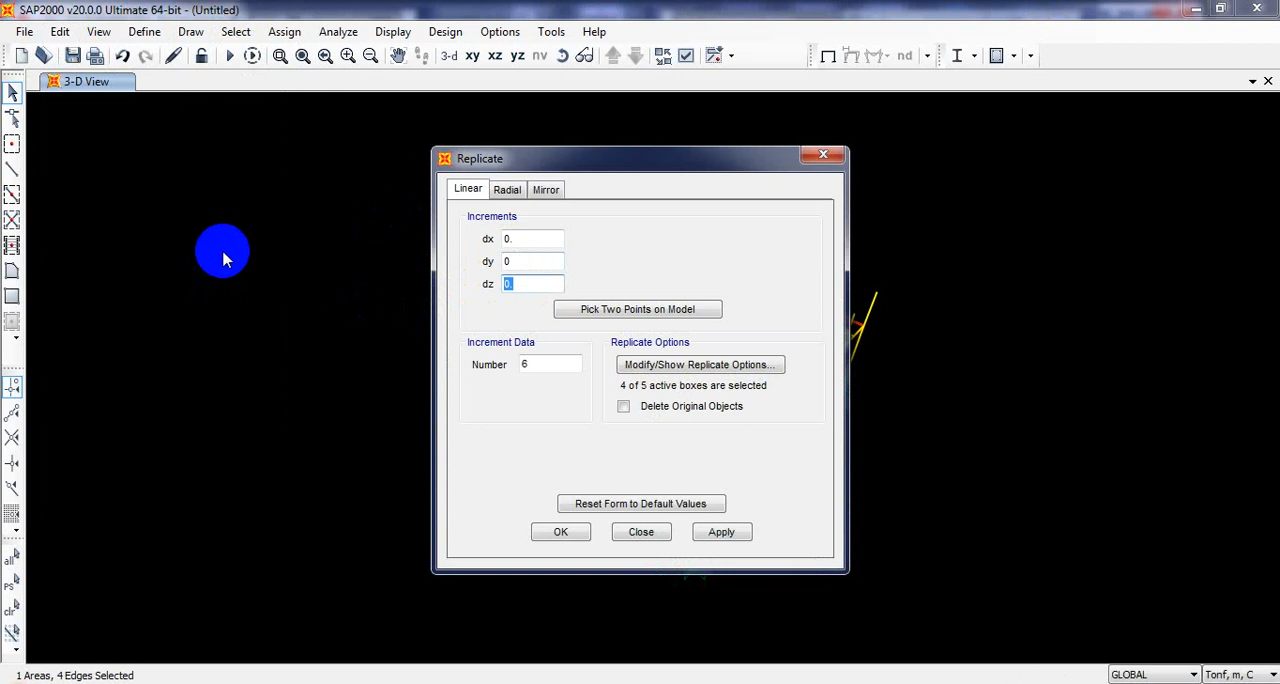 SAP2000 v20.0.0 Ultimate 64-bit - (Untitled)
File Edit View Define Draw Select Assign Analyze Display Design Options Tools Help
3-d xy xz yz nv nd
3-D View
Replicate
Linear Radial Mirror
Increments
dx 0.
dy 0
dz 0.
Pick Two Points on Model
Increment Data
Number 6
Replicate Options
Modify/Show Replicate Options...
4 of 5 active boxes are selected
Delete Original Objects
Reset Form to Default Values
OK Close Apply
all
PS
clr
1 Areas, 4 Edges Selected
GLOBAL
Tonf, m, C